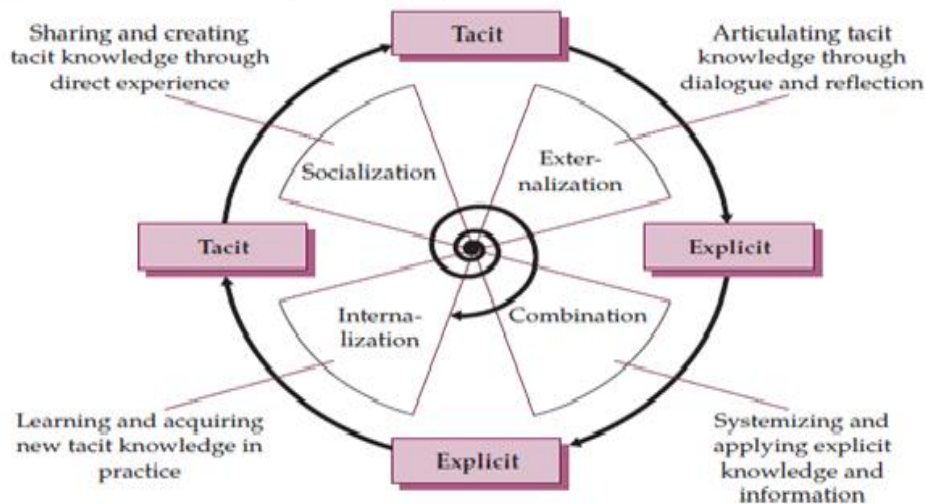 Sharing and creating
tacit knowledge through
direct experience
Tacit
Articulating tacit
knowledge through
dialogue and reflection
Socialization
Exter-
nalization
Tacit
Explicit
Interna-
lization
Combination
Learning and acquiring
new tacit knowledge in
practice
Explicit
Systemizing and
applying explicit
knowledge and
information